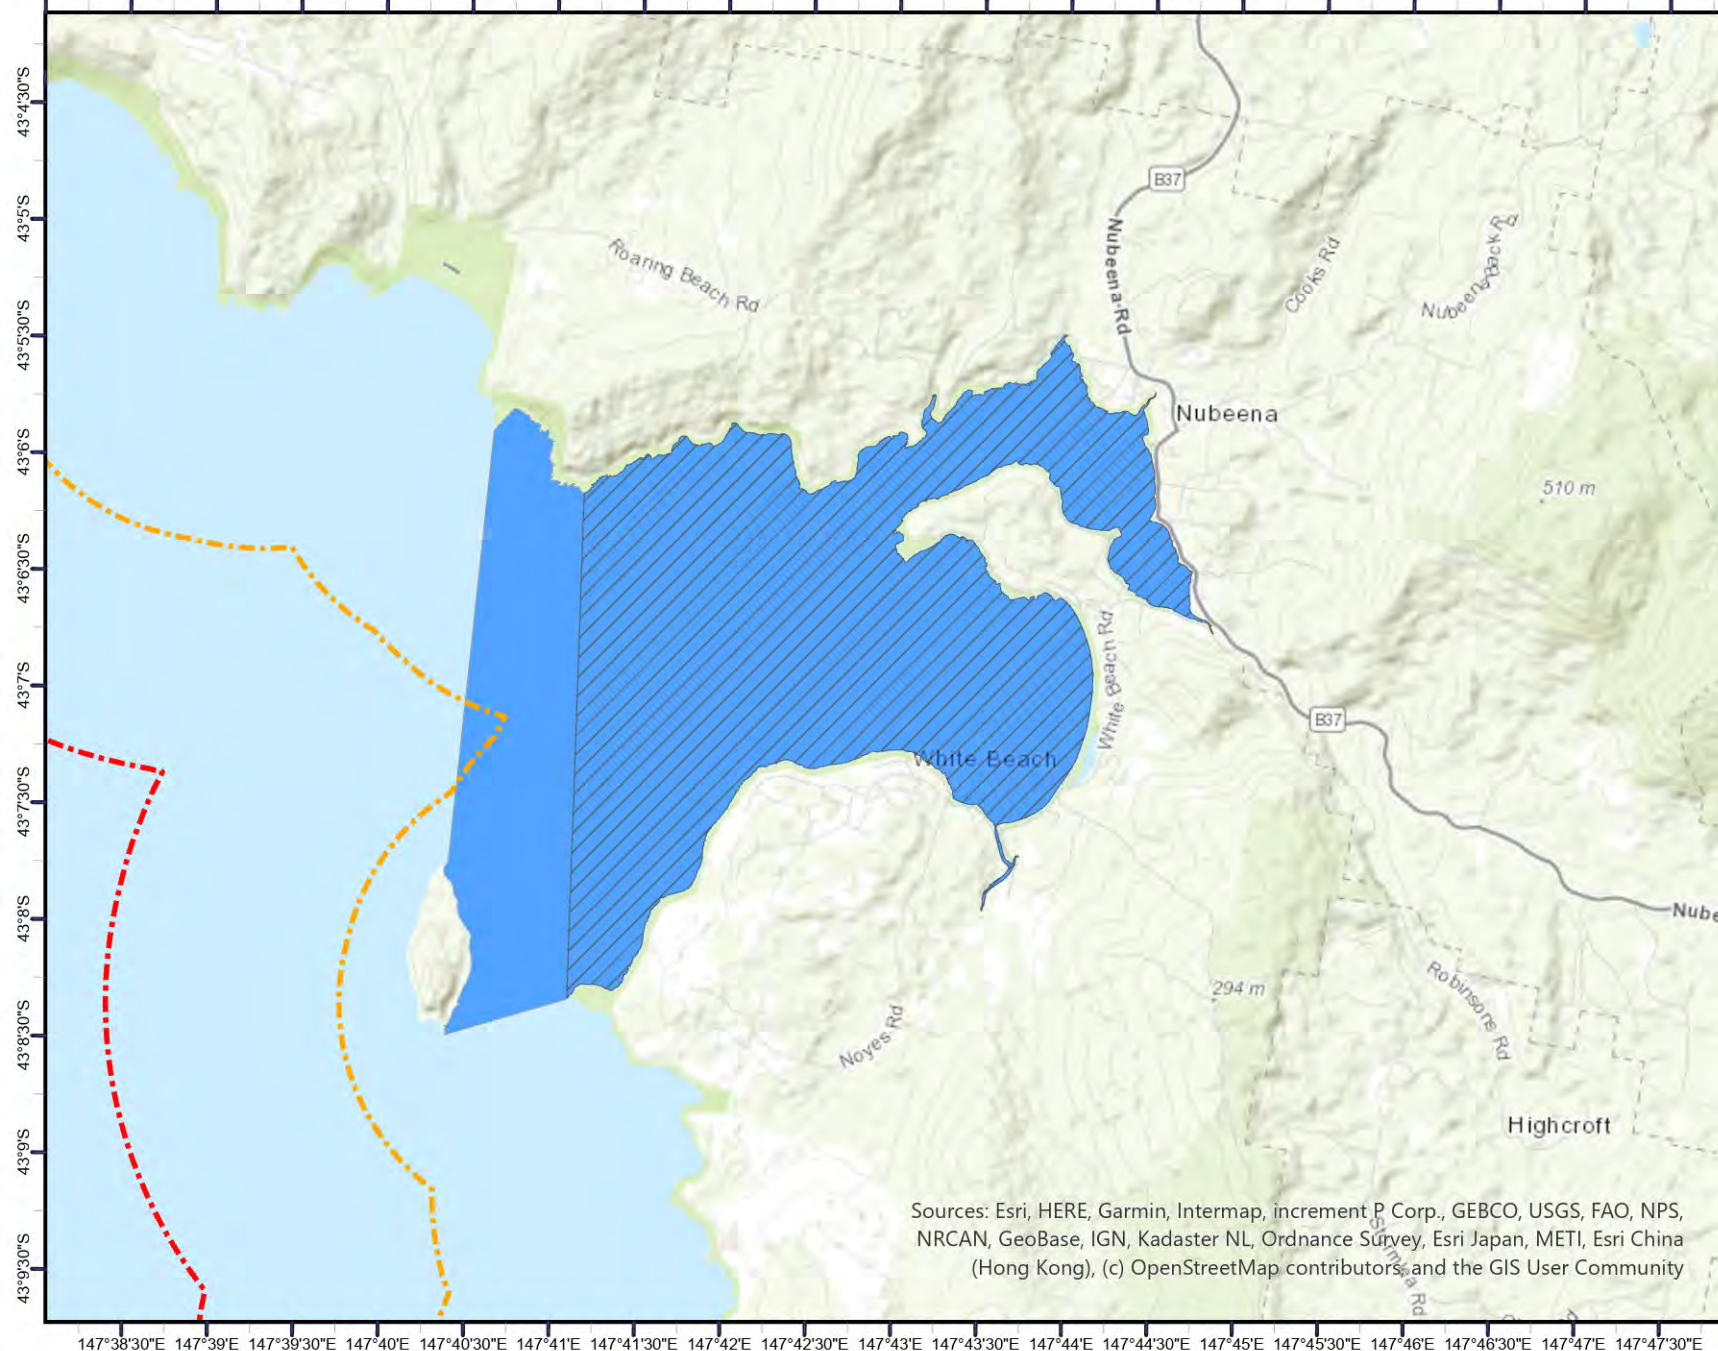 43°4'30"S
43°5'S
43°5'30"S
43°6'S
43°6'30"S
43°7'S
43°7'30"S
43°8'S
43°8'30"S
43°9'S
43°9'30"S
B37
Nubeena Rd
Roaring Beach Rd
Cooks Rd
Nubeena Back Rd
Nubeena
510 m
White Beach Rd
B37
White Beach
Nube
294 m
Robinsons Rd
Noyes Rd
Highcroft
Stormlea Rd
Sources: Esri, HERE, Garmin, Intermap, increment P Corp., GEBCO, USGS, FAO, NPS,
NRCAN, GeoBase, IGN, Kadaster NL, Ordnance Survey, Esri Japan, METI, Esri China
(Hong Kong), (c) OpenStreetMap contributors, and the GIS User Community
147°38'30"E 147°39'E 147°39'30"E 147°40'E 147°40'30"E 147°41'E 147°41'30"E 147°42'E 147°42'30"E 147°43'E 147°43'30"E 147°44'E 147°44'30"E 147°45'E 147°45'30"E 147°46'E 147°46'30"E 147°47'E 147°47'30"E